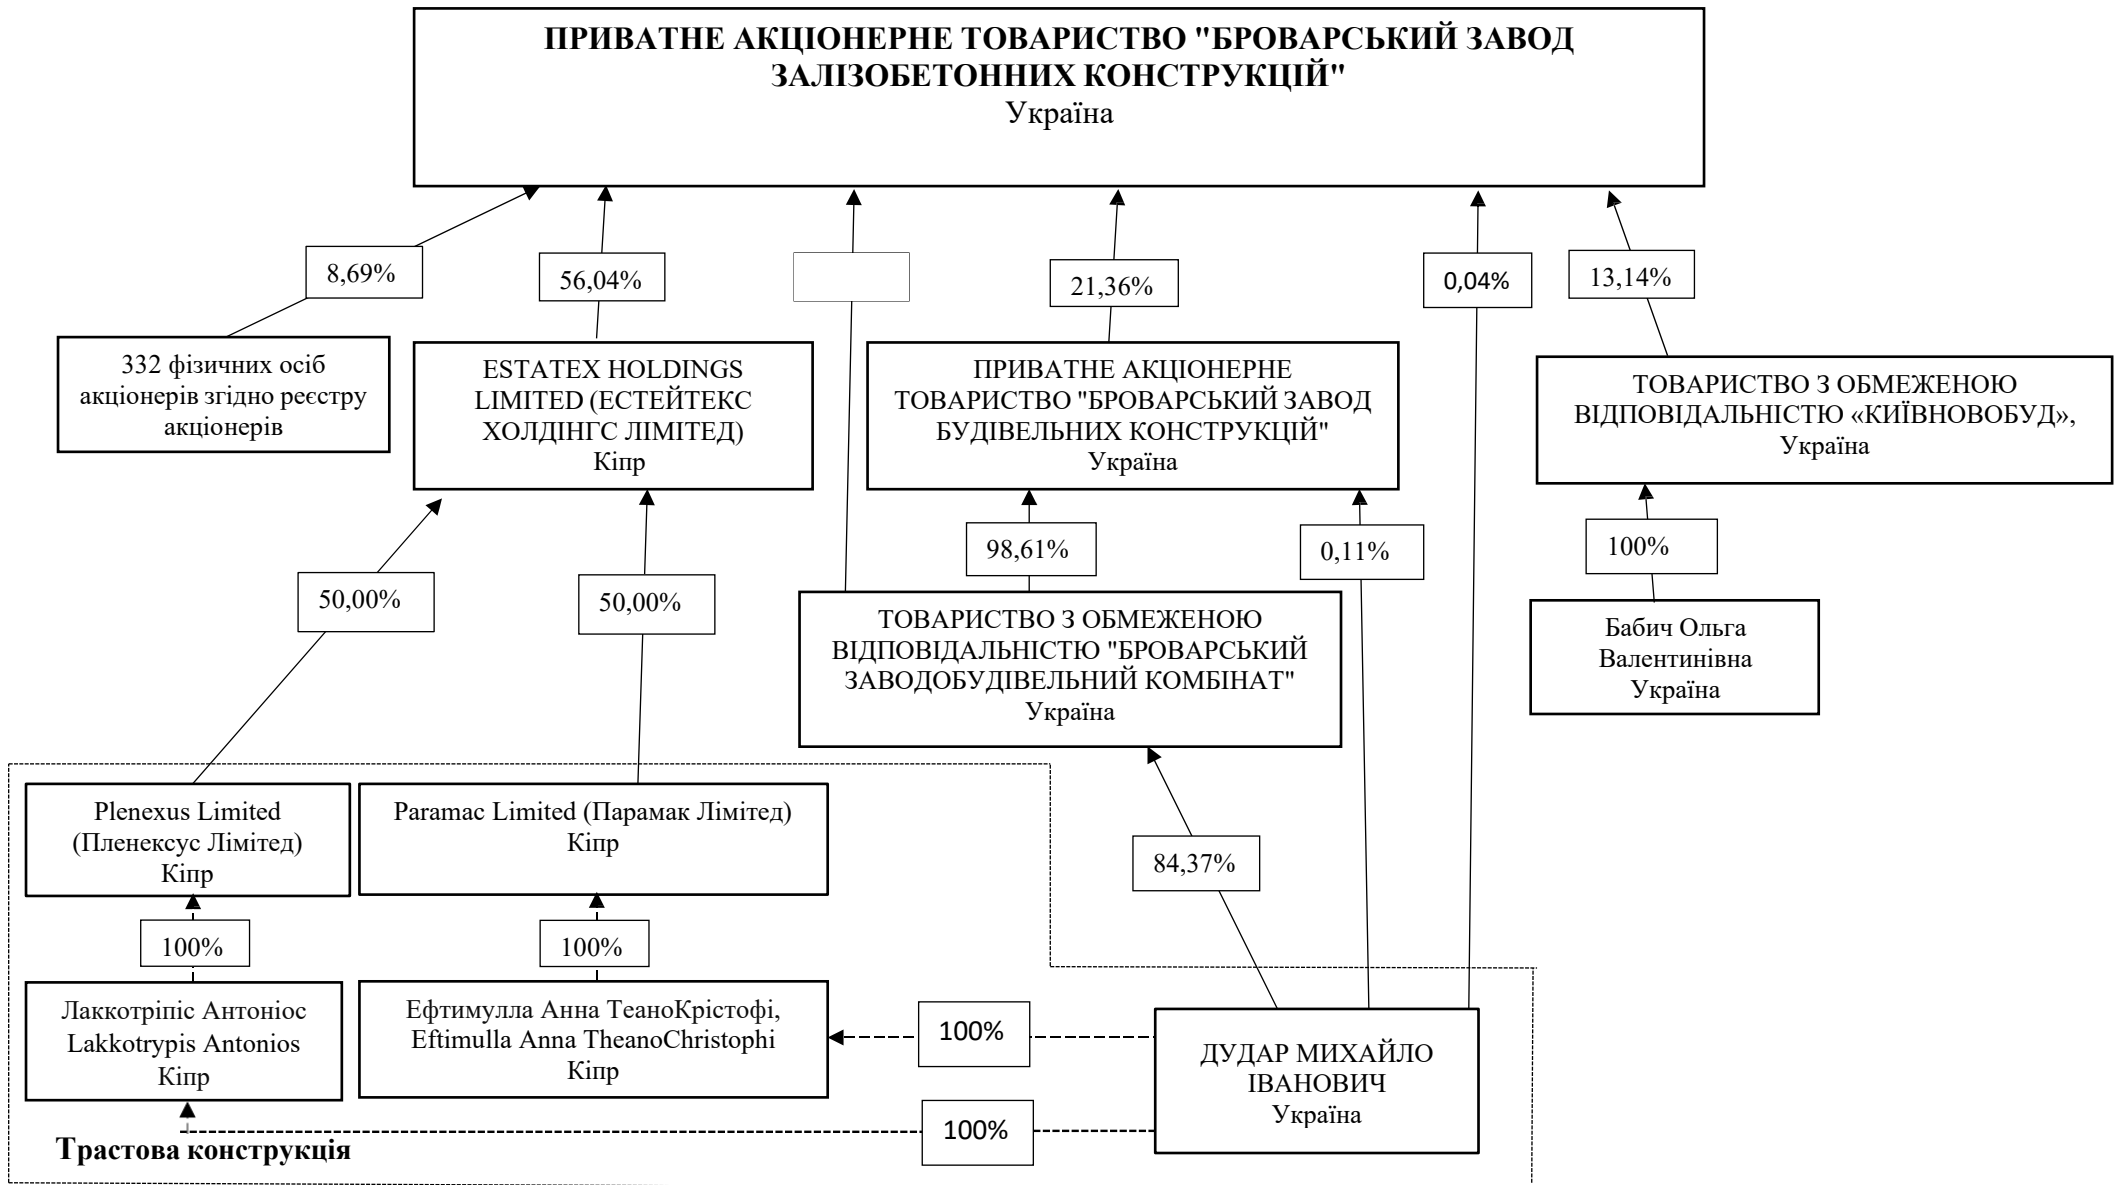 ПРИВАТНЕ АКЦІОНЕРНЕ ТОВАРИСТВО "БРОВАРСЬКИЙ ЗАВОД
ЗАЛІЗОБЕТОННИХ КОНСТРУКЦІЙ"
Україна
8,69%
56,04%
21,36%
0,04%
13,14%
332 фізичних осіб
акціонерів згідно реєстру
акціонерів
ESTATEX HOLDINGS
LIMITED (ЕСТЕЙТЕКС
ХОЛДІНГС ЛІМІТЕД)
Кіпр
ПРИВАТНЕ АКЦІОНЕРНЕ
ТОВАРИСТВО "БРОВАРСЬКИЙ ЗАВОД
БУДІВЕЛЬНИХ КОНСТРУКЦІЙ"
Україна
ТОВАРИСТВО З ОБМЕЖЕНОЮ
ВІДПОВІДАЛЬНІСТЮ «КИЇВНОВОБУД»,
Україна
50,00%
50,00%
98,61%
0,11%
100%
ТОВАРИСТВО З ОБМЕЖЕНОЮ
ВІДПОВІДАЛЬНІСТЮ "БРОВАРСЬКИЙ
ЗАВОДОБУДІВЕЛЬНИЙ КОМБІНАТ"
Україна
Бабич Ольга
Валентинівна
Україна
Plenexus Limited
(Пленексус Лімітед)
Кіпр
Paramac Limited (Парамак Лімітед)
Кіпр
84,37%
100%
100%
Лаккотріпіс Антоніос
Lakkotrypis Antonios
Кіпр
Ефтимулла Анна ТеаноКрістофі,
Eftimulla Anna TheanoChristophi
Кіпр
100%
ДУДАР МИХАЙЛО
ІВАНОВИЧ
Україна
100%
Трастова конструкція